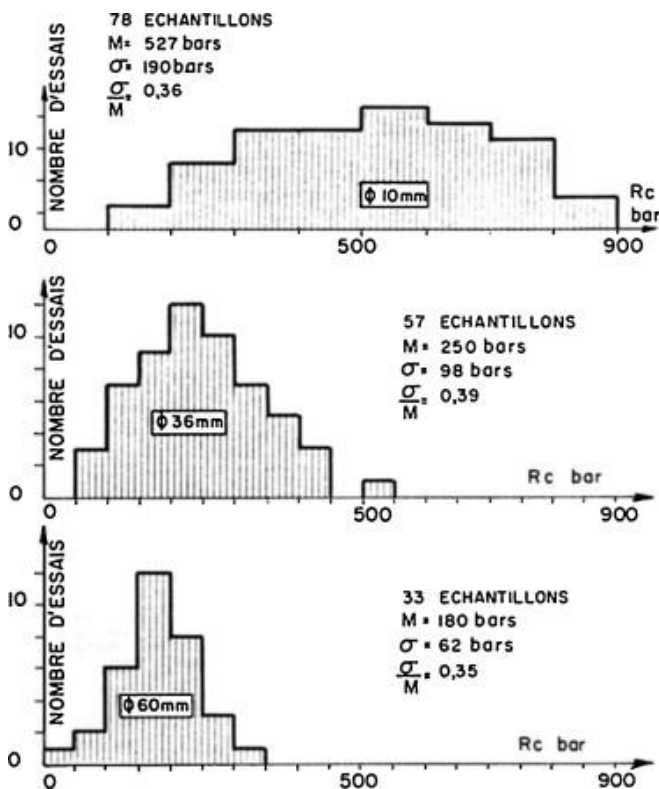 78 ECHANTILLONS
M= 527 bars
σ= 190 bars
σ/M= 0,36
NOMBRE D'ESSAIS
10
0
ϕ 10mm
Rc
bar
0
500
900
NOMBRE D'ESSAIS
10
0
57 ECHANTILLONS
M= 250 bars
σ= 98 bars
σ/M= 0,39
ϕ 36mm
Rc bar
0
500
900
NOMBRE D'ESSAIS
10
0
33 ECHANTILLONS
M= 180 bars
σ= 62 bars
σ/M= 0,35
ϕ 60mm
Rc bar
0
500
900